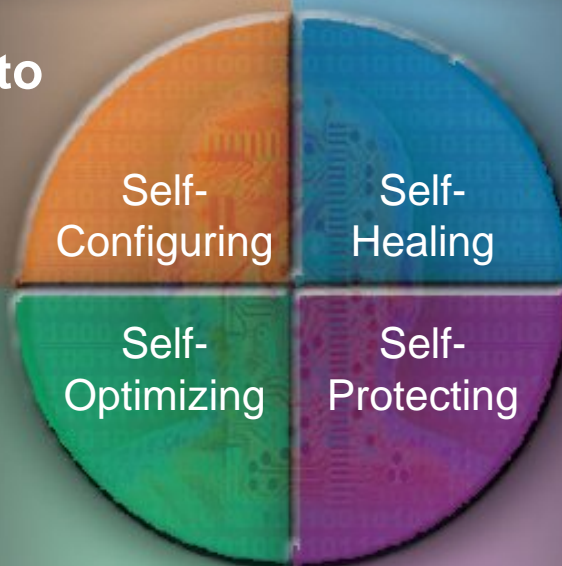 to
Self-
Configuring
Self-
Healing
Self-
Optimizing
Self-
Protecting